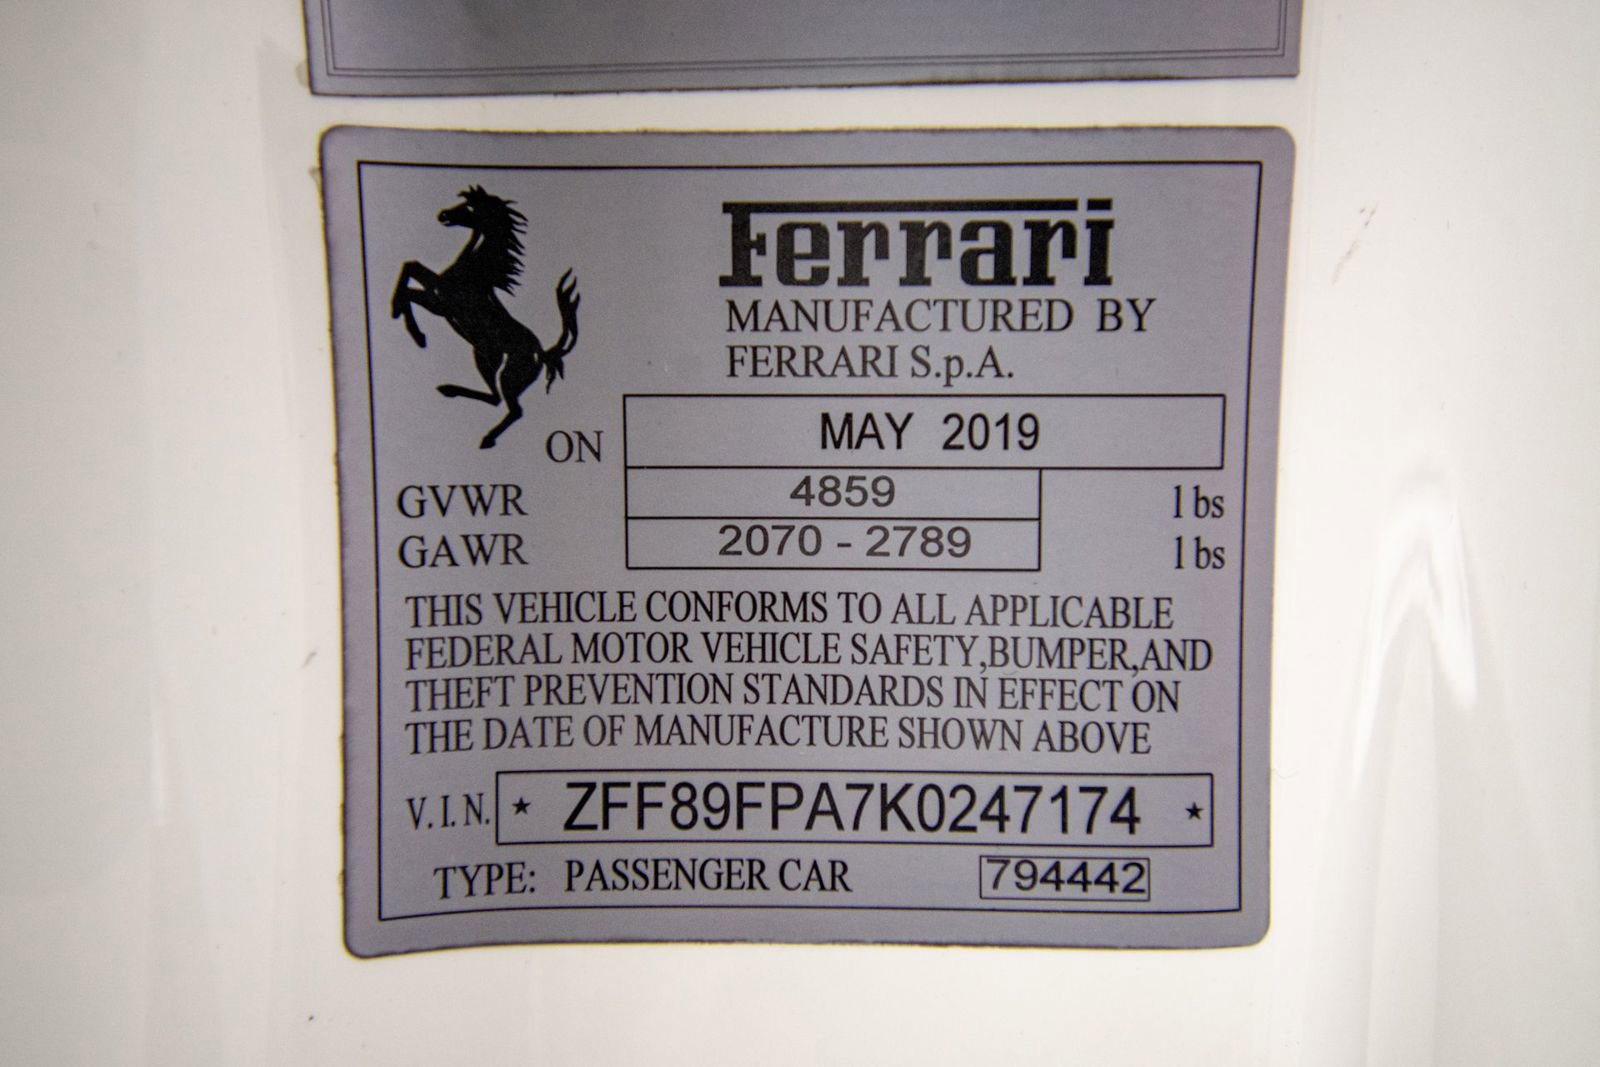 Ferrari
MANUFACTURED BY
FERRARI S.p.A.
ON MAY 2019
GVWR 4859 lbs
GAWR 2070 - 2789 lbs
THIS VEHICLE CONFORMS TO ALL APPLICABLE
FEDERAL MOTOR VEHICLE SAFETY,BUMPER,AND
THEFT PREVENTION STANDARDS IN EFFECT ON
THE DATE OF MANUFACTURE SHOWN ABOVE
V.I.N. ★ ZFF89FPA7K0247174 ★
TYPE: PASSENGER CAR 794442